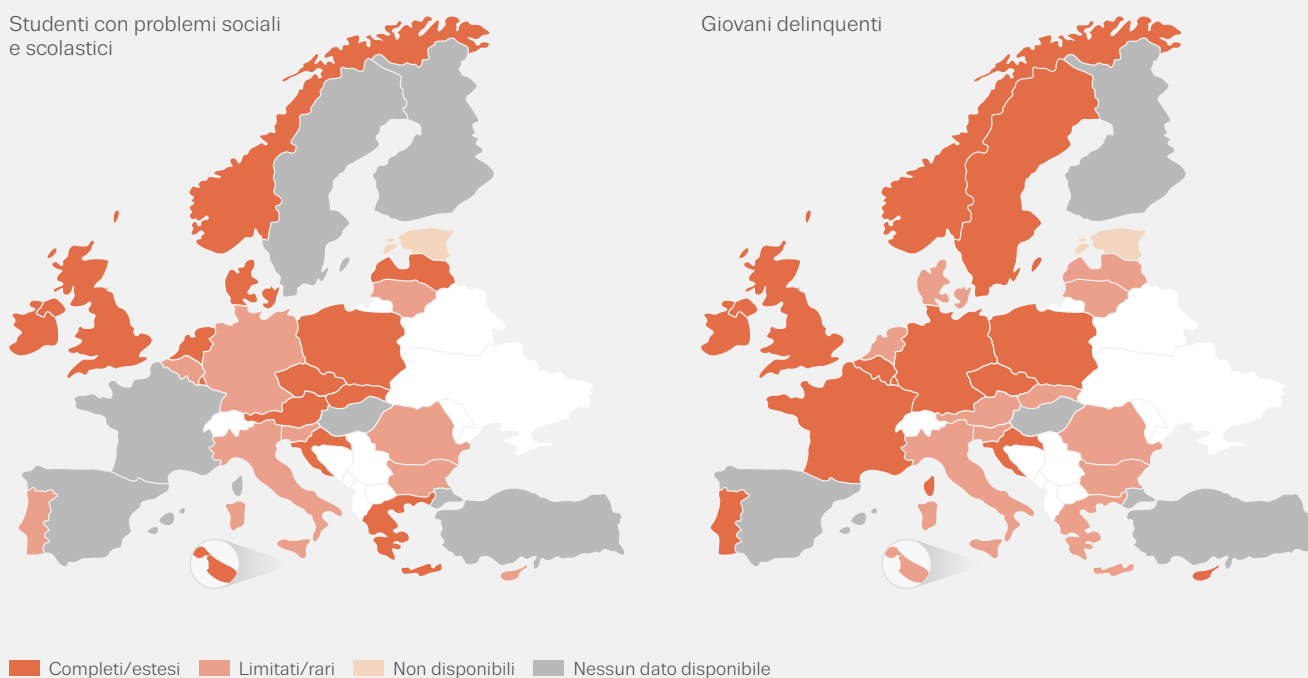 Studenti con problemi sociali
e scolastici
Giovani delinquenti
Completi/estesi
Limitati/rari
Non disponibili
Nessun dato disponibile